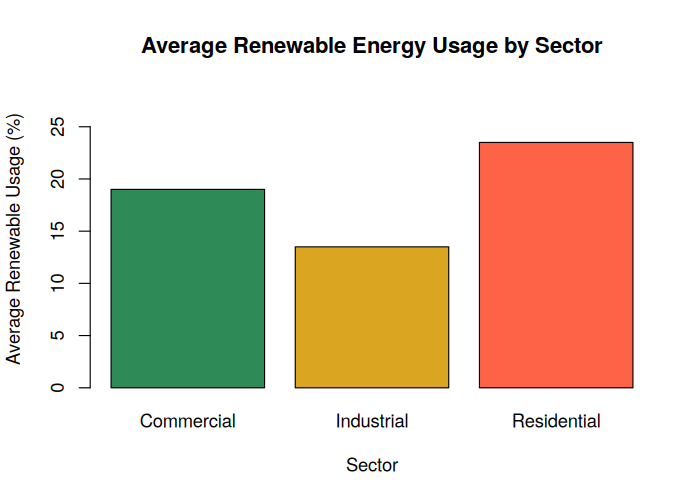 Average Renewable Energy Usage by Sector
Average Renewable Usage (%)
25
20
15
10
5
0
Commercial Industrial Residential
Sector